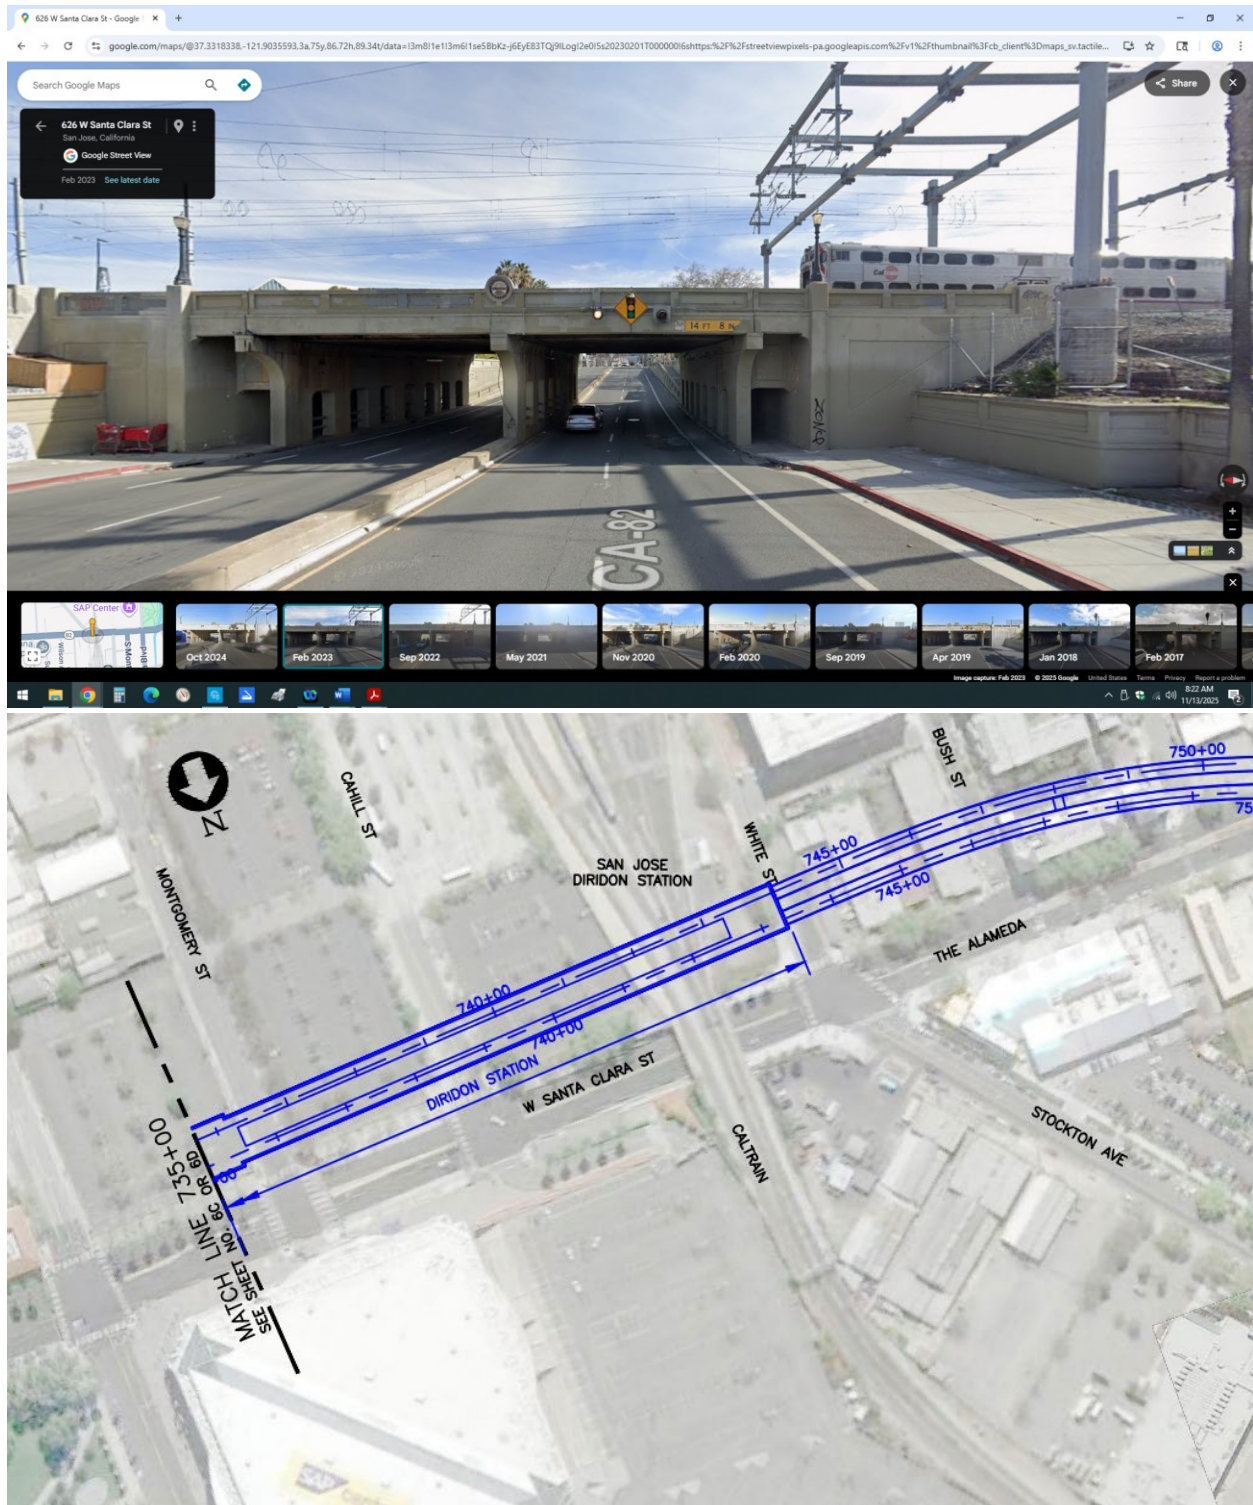 626 W Santa Clara St - Google
google.com/maps/@37.3318338,-121.9035593,3a,75y,86.72h,89.34t/data=!3m8!1e1!3m6!1se5BbKz-j6EyE83TQj9lLog!2e0!5s20230201T000000!6shttps:%2F%2Fstreetviewpixels-pa.googleapis.com%2Fv1%2Fthumbnail%3Fcb_client%3Dmaps_sv.tactile...
Search Google Maps
Share
626 W Santa Clara St
San Jose, California
Google Street View
Feb 2023 See latest date
14 FT 8 IN
CA-82
SAP Center
82
Oct 2024
Feb 2023
Sep 2022
May 2021
Nov 2020
Feb 2020
Sep 2019
Apr 2019
Jan 2018
Feb 2017
Image capture: Feb 2023 © 2025 Google United States Terms Privacy Report a problem
8:22 AM
11/13/2025
N
CAHILL ST
BUSH ST
750+00
MONTGOMERY ST
SAN JOSE
DIRIDON STATION
WHITE ST
745+00
745+00
THE ALAMEDA
740+00
740+00
DIRIDON STATION
W SANTA CLARA ST
CALTRAIN
STOCKTON AVE
MATCH LINE 735+00
SEE SHEET NO. 6C OR 6D
SAP